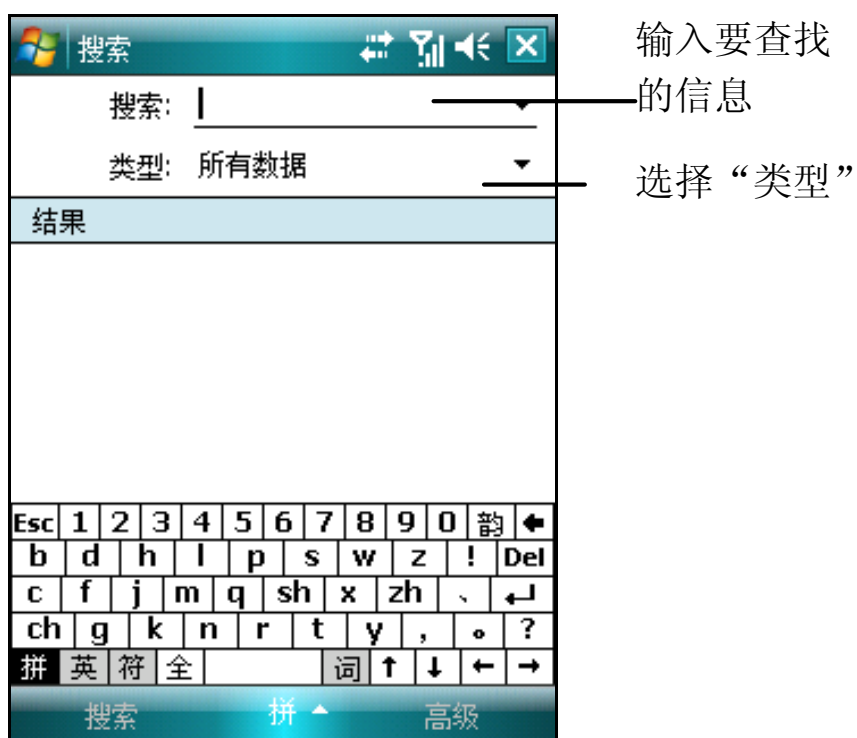 搜索
输入要查找
的信息
搜索:
类型: 所有数据
选择“类型”
结果
Esc 1 2 3 4 5 6 7 8 9 0 韵
b d h l p s w z ! Del
c f j m q sh x zh 、
ch g k n r t y , 。 ?
拼 英 符 全 词 ↑ ↓ ← →
搜索 拼 高级